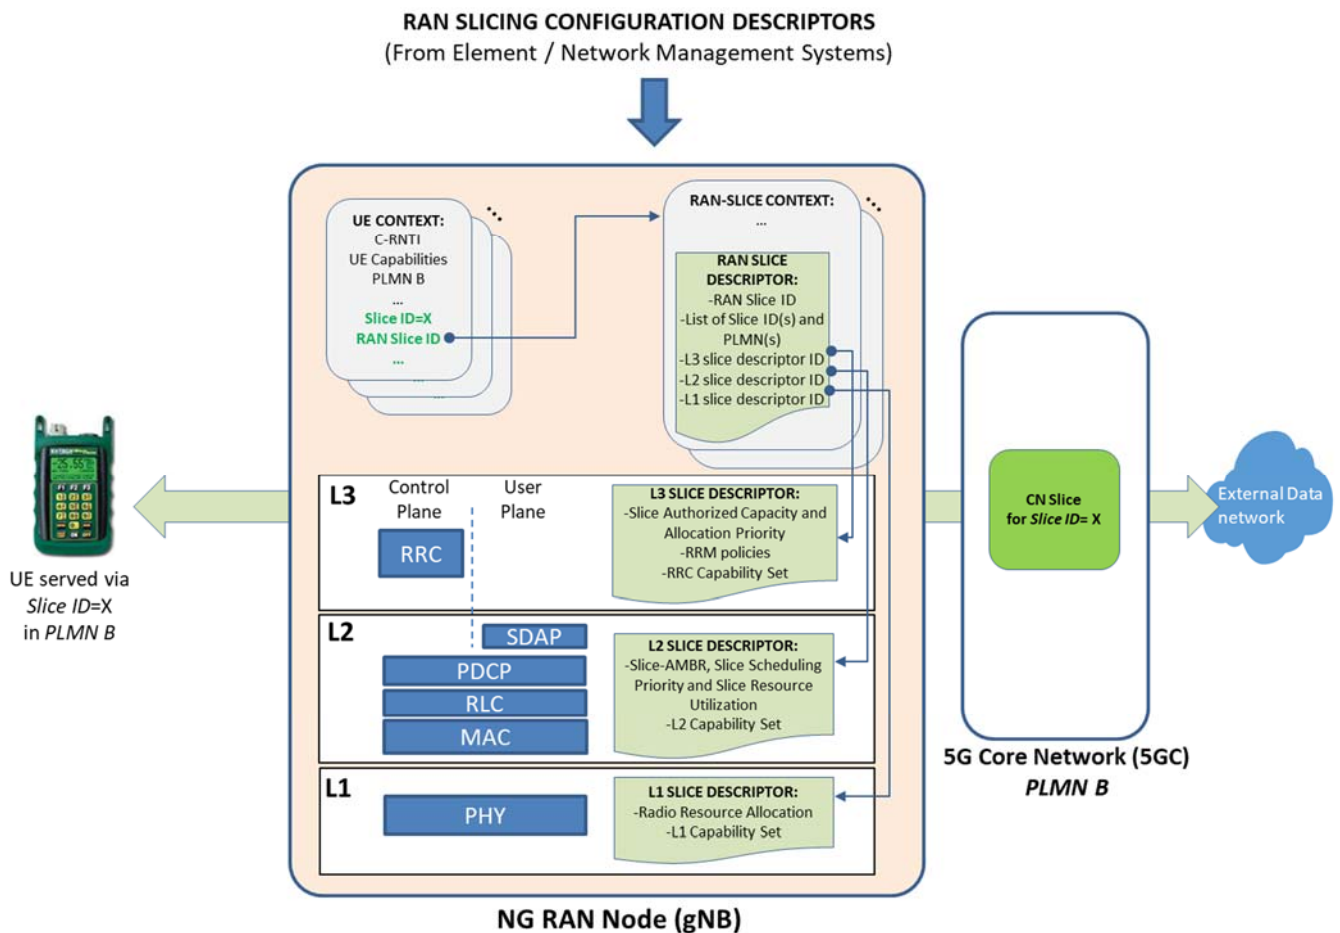 RAN SLICING CONFIGURATION DESCRIPTORS
(From Element / Network Management Systems)
UE CONTEXT:
C-RNTI
UE Capabilities
PLMN B
...
Slice ID=X
RAN Slice ID
...
...
...
...
RAN-SLICE CONTEXT:
...
...
RAN SLICE
DESCRIPTOR:
-RAN Slice ID
-List of Slice ID(s) and
PLMN(s)
-L3 slice descriptor ID
-L2 slice descriptor ID
-L1 slice descriptor ID
L3
Control
Plane
User
Plane
RRC
L3 SLICE DESCRIPTOR:
-Slice Authorized Capacity and
Allocation Priority
-RRM policies
-RRC Capability Set
L2
SDAP
PDCP
RLC
MAC
L2 SLICE DESCRIPTOR:
-Slice-AMBR, Slice Scheduling
Priority and Slice Resource
Utilization
-L2 Capability Set
L1
PHY
L1 SLICE DESCRIPTOR:
-Radio Resource Allocation
-L1 Capability Set
NG RAN Node (gNB)
UE served via
Slice ID=X
in PLMN B
CN Slice
for Slice ID= X
5G Core Network (5GC)
PLMN B
External Data
network